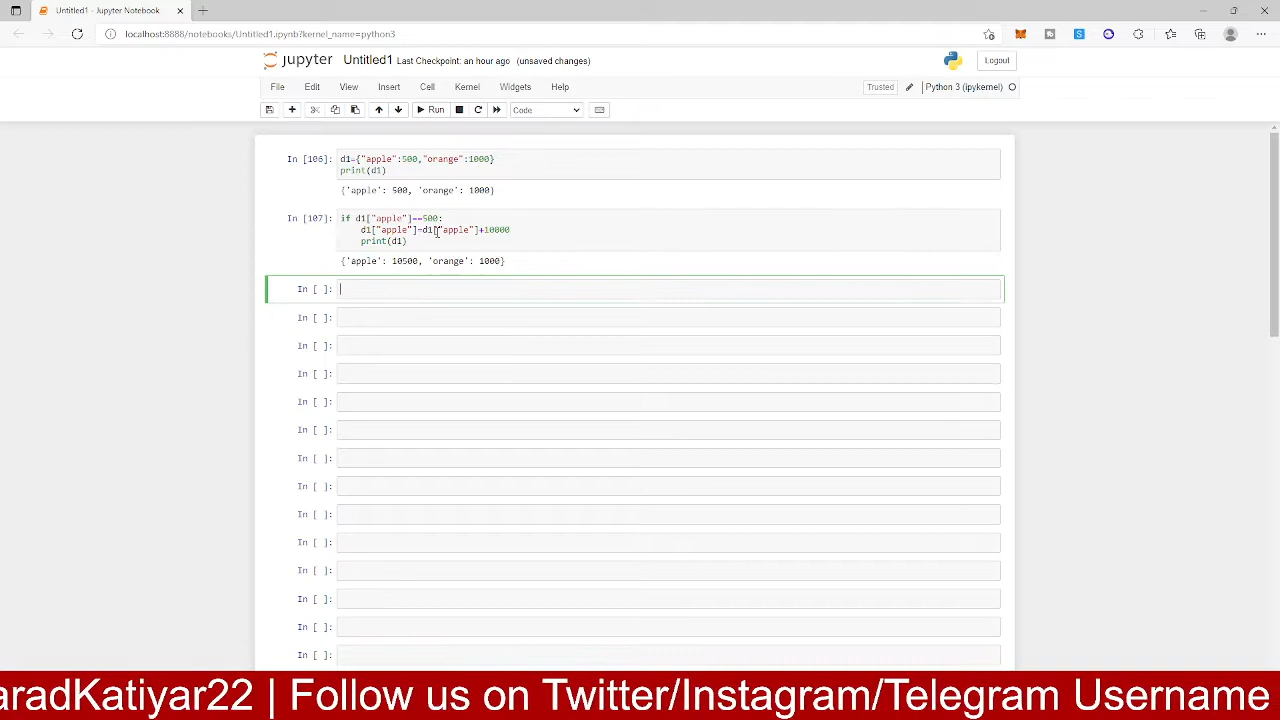 Untitled1 - Jupyter Notebook
localhost:8888/notebooks/Untitled1.ipynb?kernel_name=python3
jupyter Untitled1 Last Checkpoint: an hour ago (unsaved changes)
Logout
File Edit View Insert Cell Kernel Widgets Help
Trusted Python 3 (ipykernel)
Run Code
In [106]: d1={"apple":500,"orange":1000}
print(d1)
{'apple': 500, 'orange': 1000}
In [107]: if d1["apple"]==500:
d1["apple"]=d1["apple"]+10000
print(d1)
{'apple': 10500, 'orange': 1000}
In [ ]:
In [ ]:
In [ ]:
In [ ]:
In [ ]:
In [ ]:
In [ ]:
In [ ]:
In [ ]:
In [ ]:
In [ ]:
In [ ]:
In [ ]:
In [ ]:
aradKatiyar22 | Follow us on Twitter/Instagram/Telegram Username